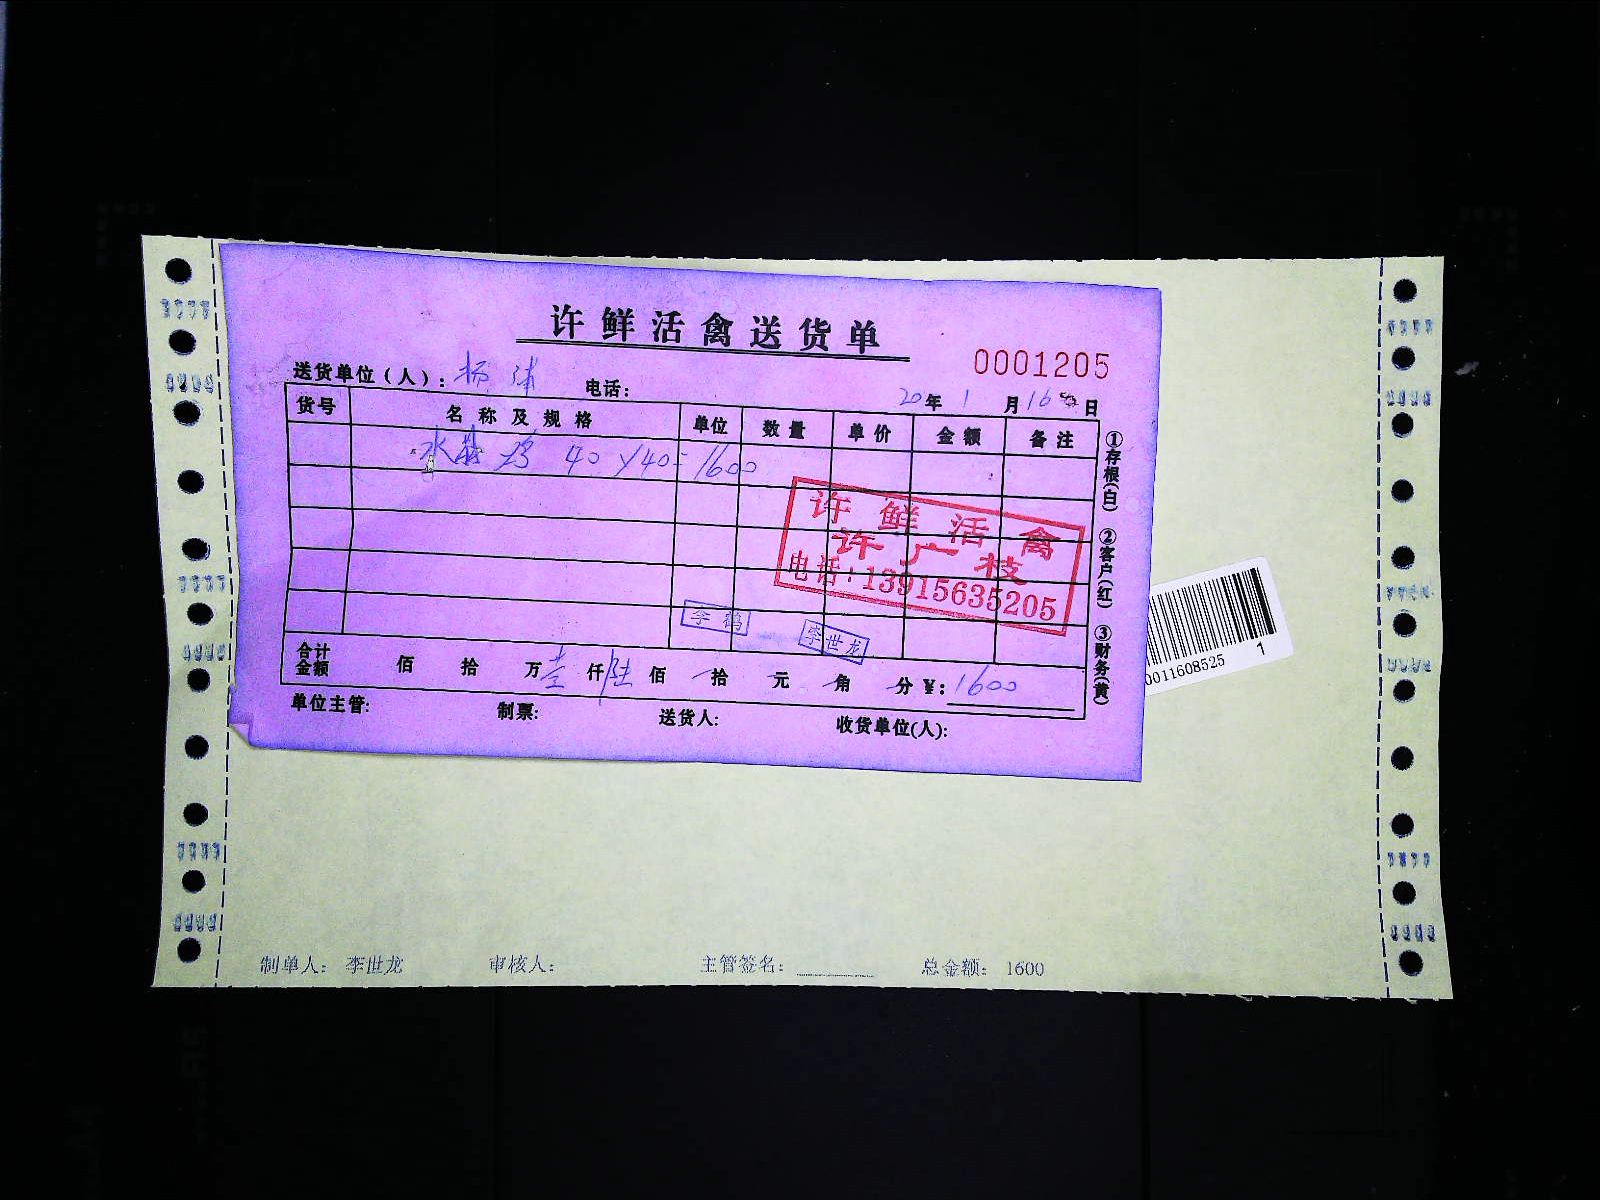 许鲜活禽送货单
0001205
送货单位（人）：杨浦 电话：
20年1月16日
货号 名称及规格 单位 数量 单价 金额 备注
40 × 40 = 1600
许鲜活禽
许广枝
电话：13915635205
李鹤
李世龙
合计金额 佰 拾 万壹仟陆佰 拾 元 角 分 ¥：1600
单位主管: 制票: 送货人: 收货单位(人):
①存根(白) ②客户(红) ③财务(黄)
0011608525 1
制单人： 李世龙 审核人： 主管签名： 总金额： 1600